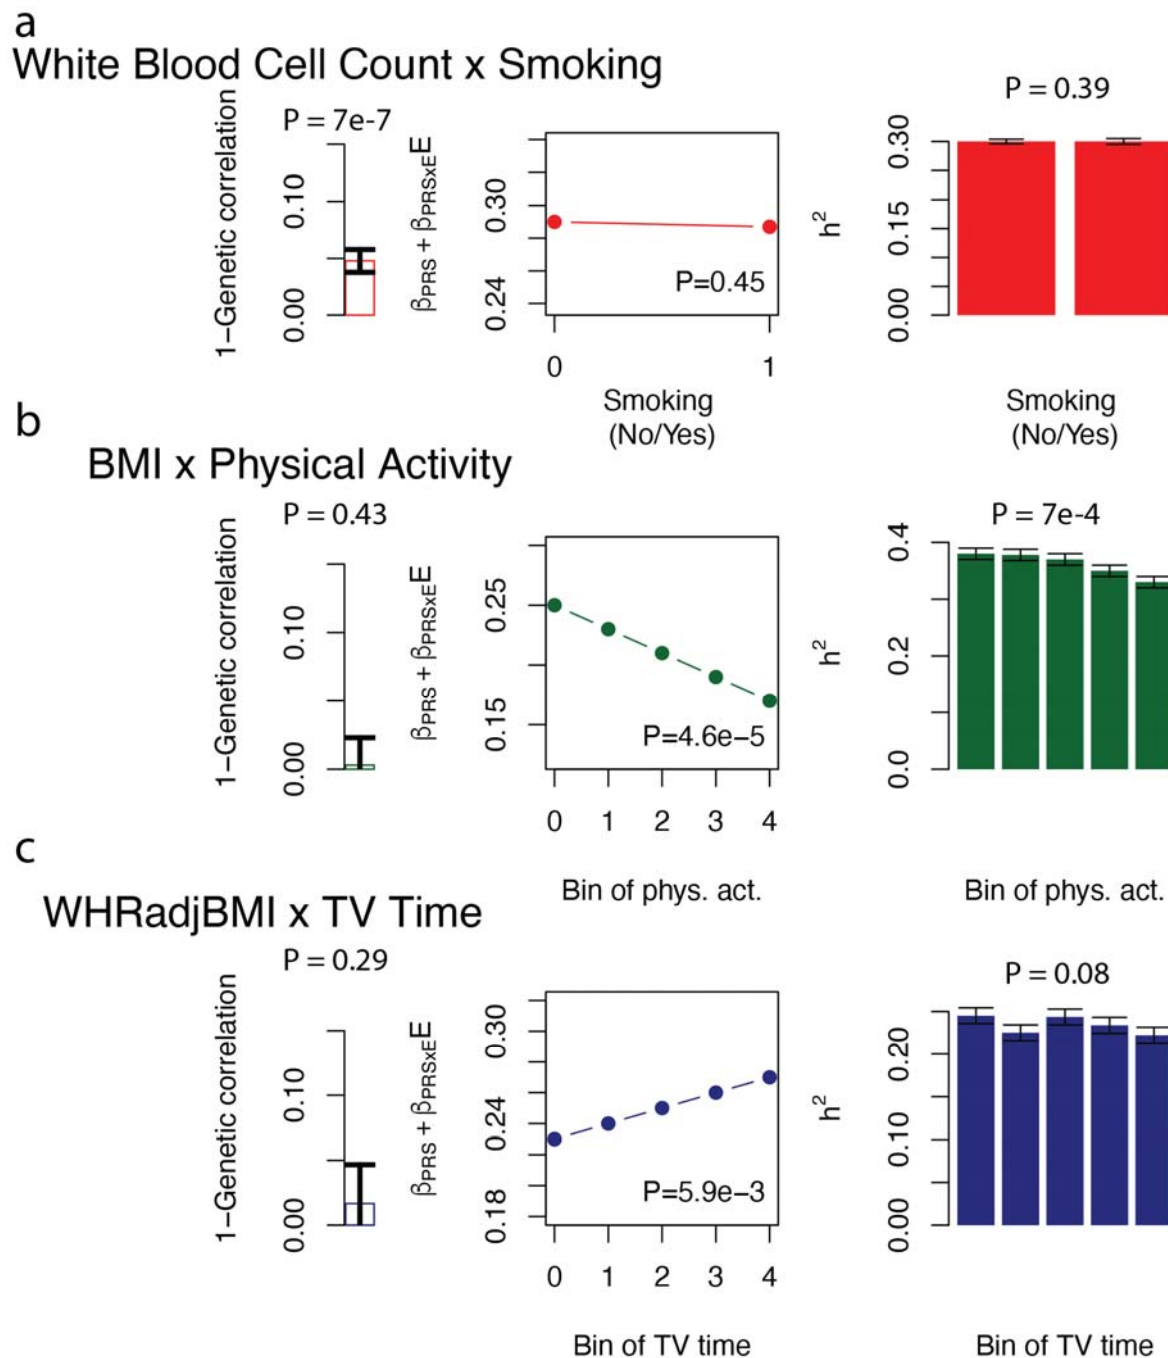 a
White Blood Cell Count x Smoking
1−Genetic correlation
P = 7e-7
0.00 0.10
βPRS + βPRSxEE
0.24 0.30
P=0.45
0 1
Smoking
(No/Yes)
h²
P = 0.39
0.00 0.15 0.30
Smoking
(No/Yes)
b
BMI x Physical Activity
1−Genetic correlation
P = 0.43
0.00 0.10
βPRS + βPRSxEE
0.15 0.25
P=4.6e−5
0 1 2 3 4
Bin of phys. act.
h²
P = 7e-4
0.0 0.2 0.4
Bin of phys. act.
c
WHRadjBMI x TV Time
1−Genetic correlation
P = 0.29
0.00 0.10
βPRS + βPRSxEE
0.18 0.24 0.30
P=5.9e−3
0 1 2 3 4
Bin of TV time
h²
P = 0.08
0.00 0.10 0.20
Bin of TV time